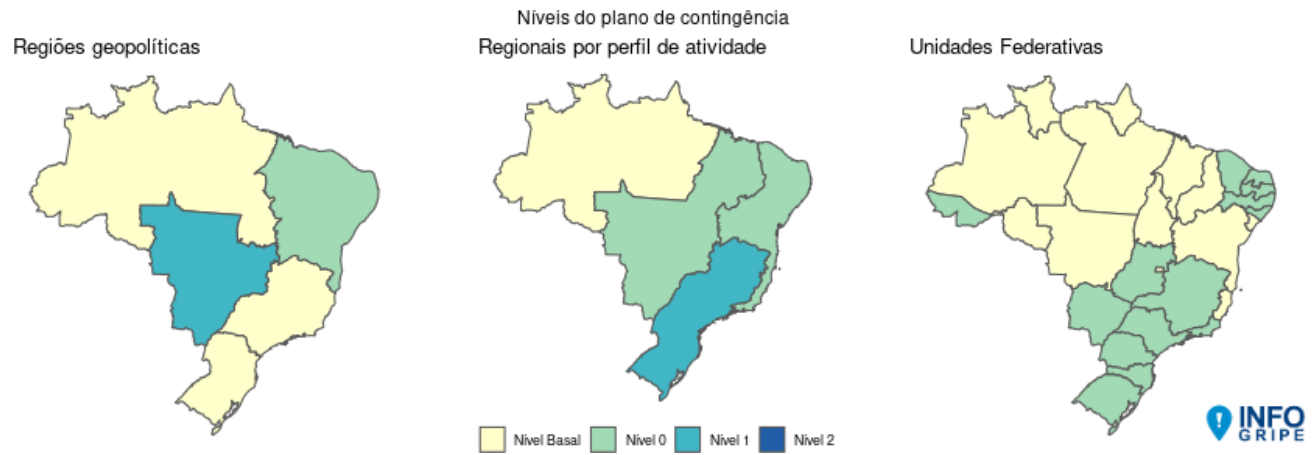 Níveis do plano de contingência
Regiões geopolíticas
Regionais por perfil de atividade
Unidades Federativas
Nível Basal
Nível 0
Nível 1
Nível 2
INFO
GRIPE